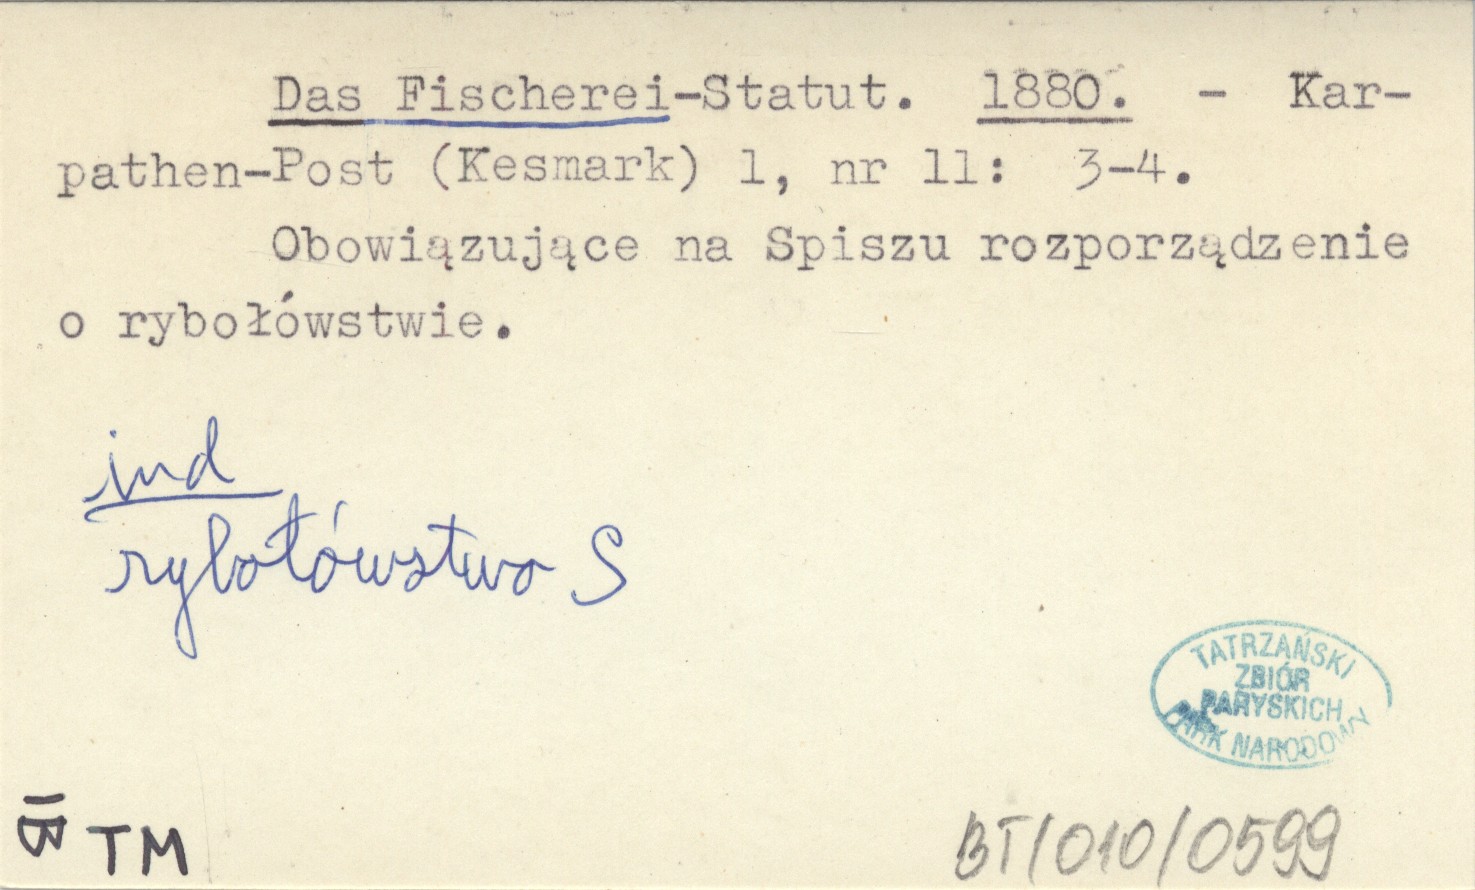 Das Fischerei-Statut. 1880. - Kar-
pathen-Post (Kesmark) 1, nr 11: 3-4.
Obowiązujące na Spiszu rozporządzenie
o rybołówstwie.
ind
rybołówstwo S
TATRZAŃSKI
ZBIÓR
PARYSKICH
PARK NARODOWY
TM
BT/010/0599